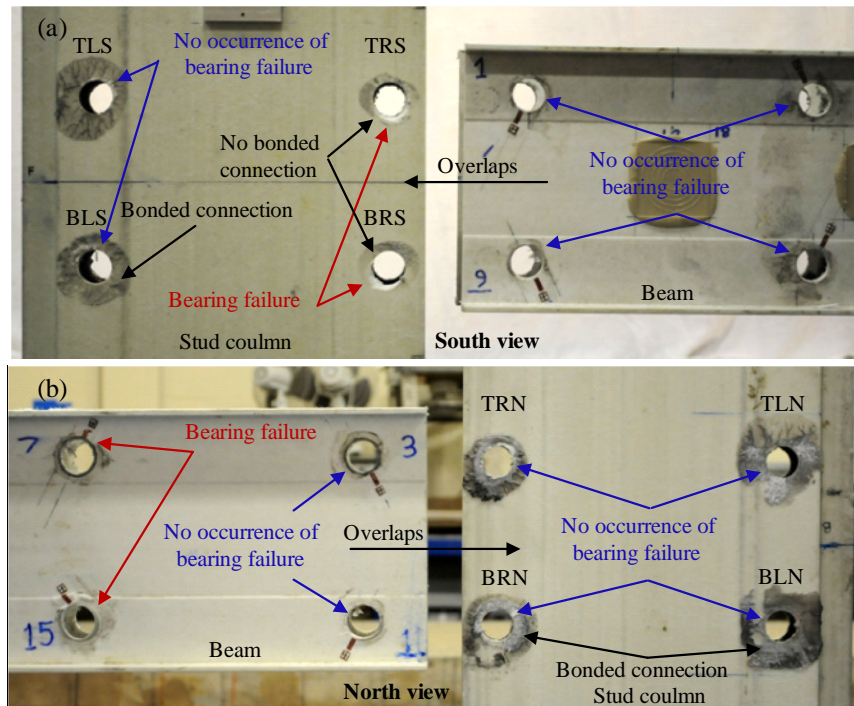 (a)
TLS
No occurrence of
bearing failure
TRS
No bonded
connection
Overlaps
BLS
Bonded connection
BRS
Bearing failure
Stud coulmn
South view
1
No occurrence of
bearing failure
9
Beam
F
18
(b)
7
Bearing failure
3
No occurrence of
bearing failure
Overlaps
15
Beam
11
North view
TRN
TLN
No occurrence of
bearing failure
BRN
BLN
Bonded connection
Stud coulmn